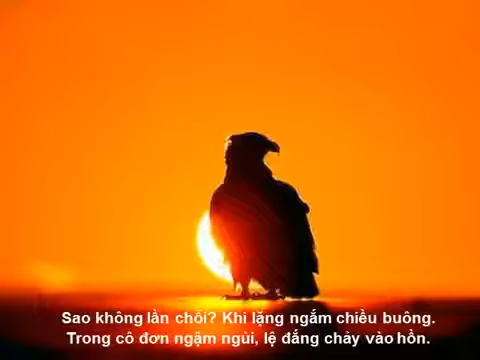 Sao không lần chối? Khi lặng ngắm chiều buông.
Trong cô đơn ngậm ngùi, lệ đắng chảy vào hồn.